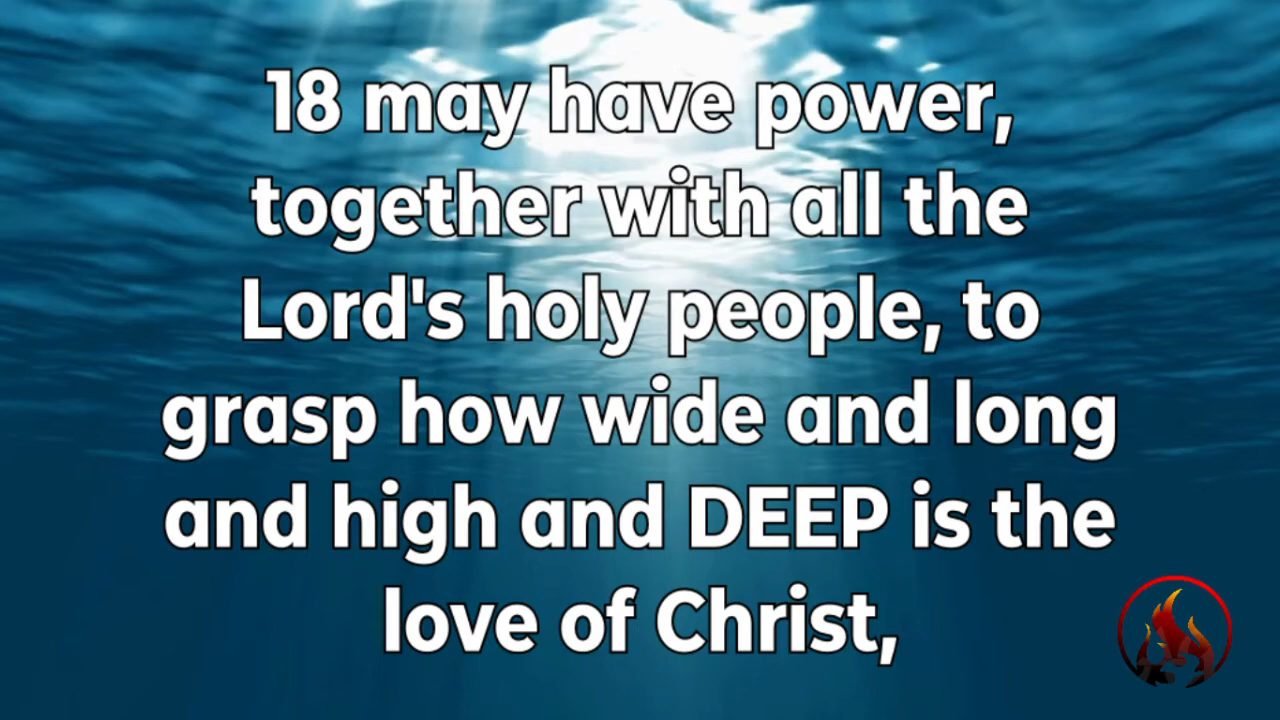 18 may have power,
together with all the
Lord's holy people, to
grasp how wide and long
and high and DEEP is the
love of Christ,